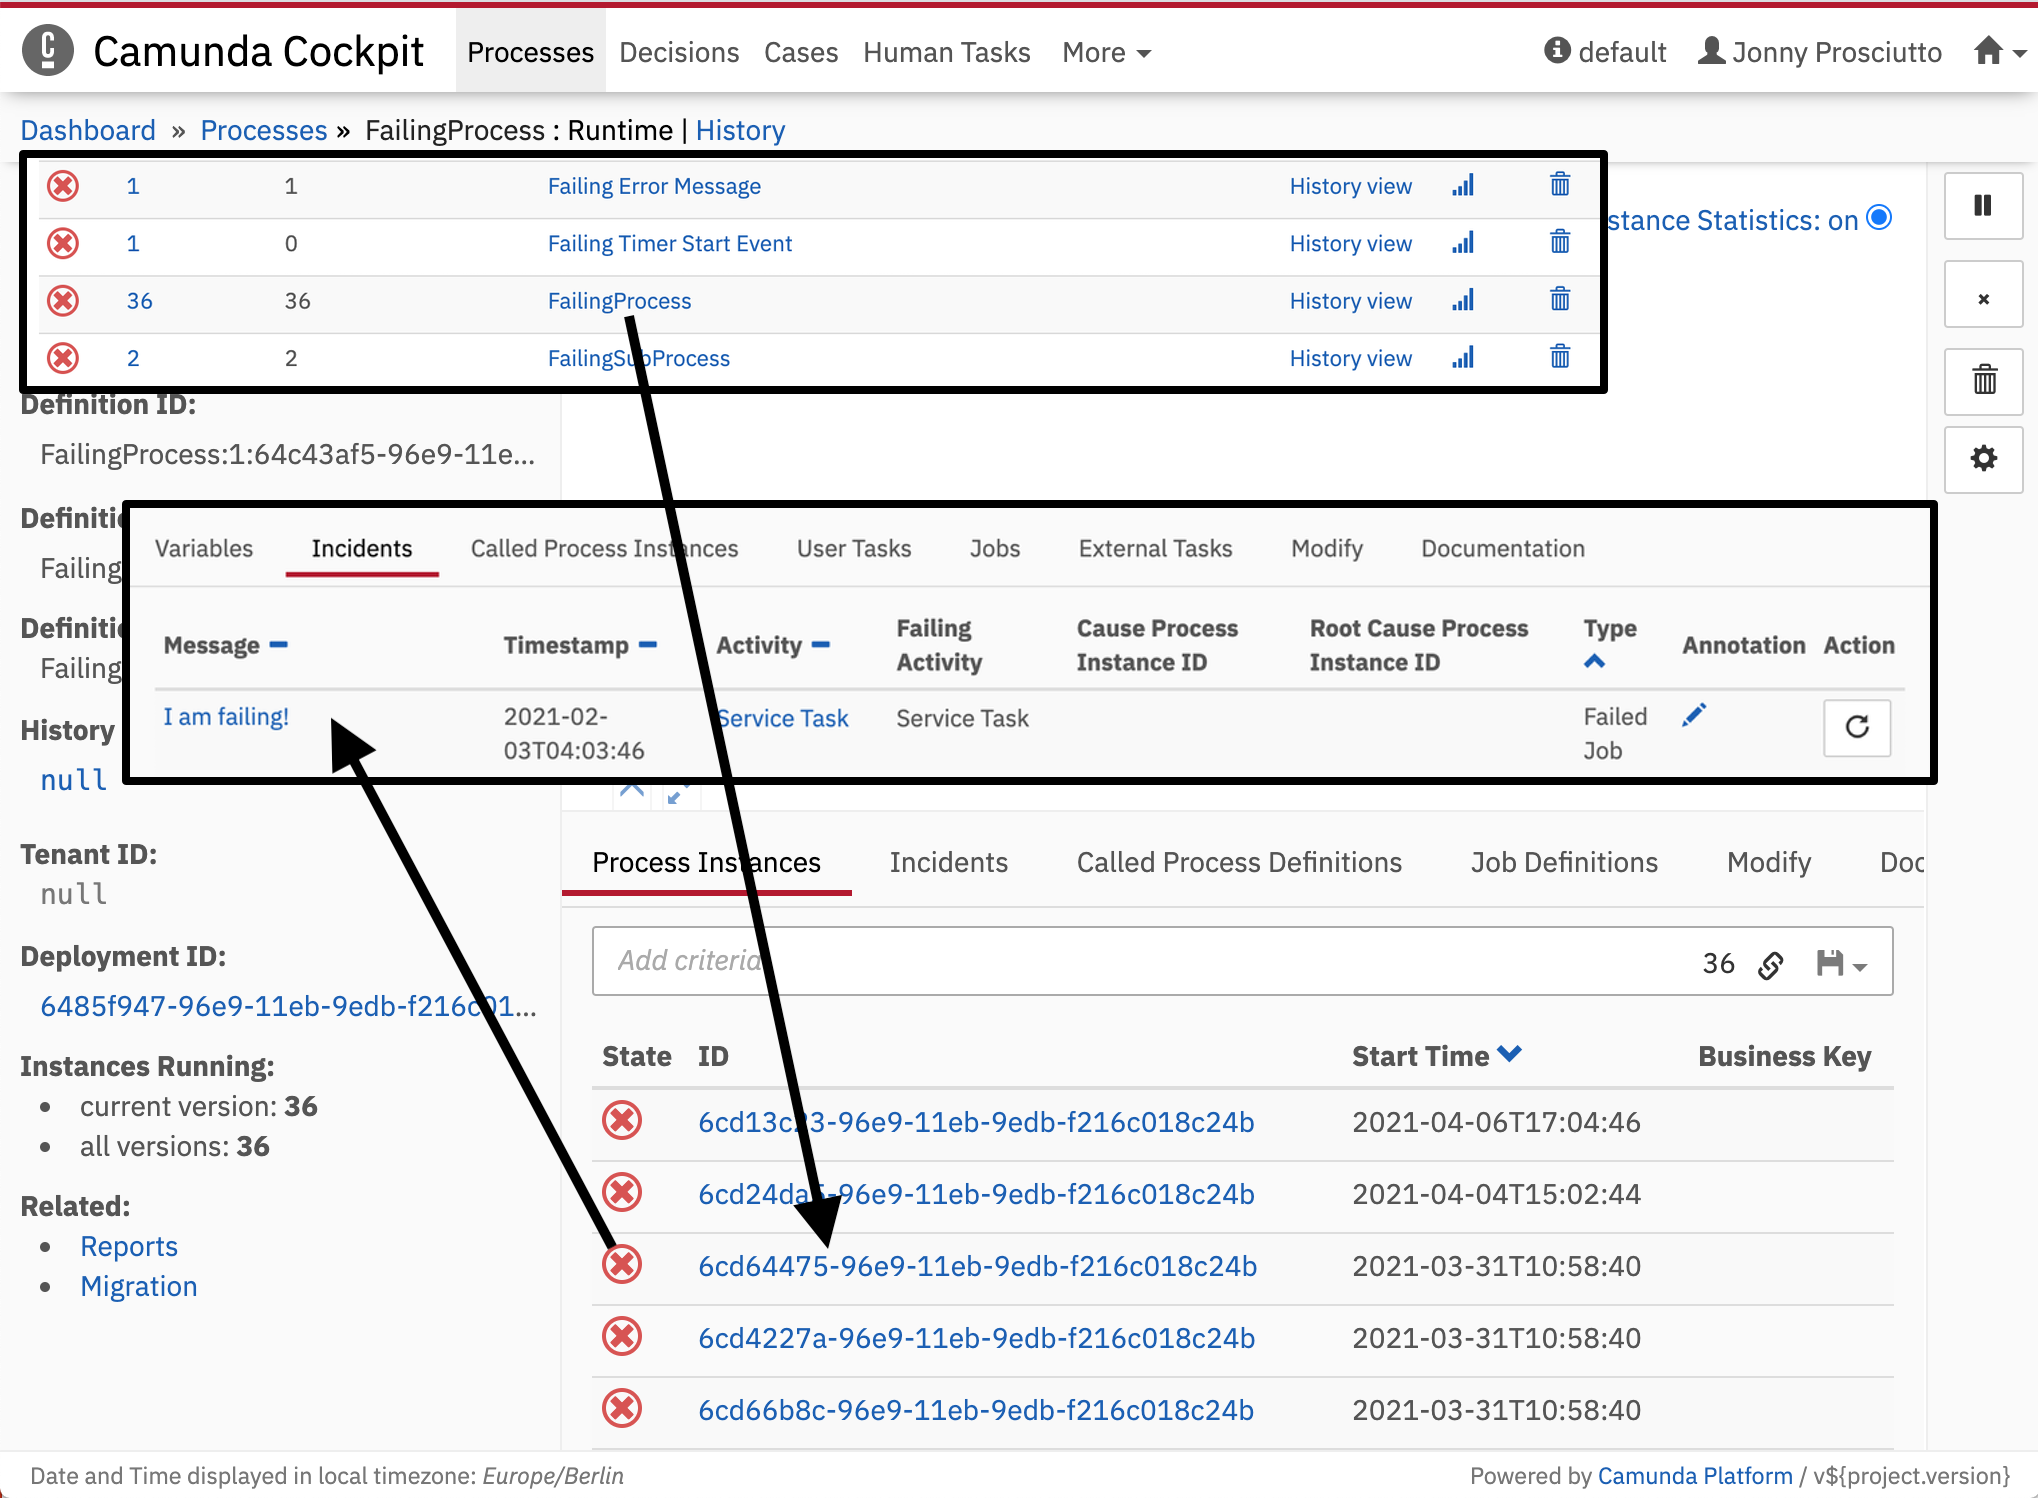 Camunda Cockpit Processes Decisions Cases Human Tasks More default Jonny Prosciutto
Dashboard » Processes » FailingProcess : Runtime | History
1 1 Failing Error Message History view
1 0 Failing Timer Start Event History view
36 36 FailingProcess History view
2 2 FailingSubProcess History view
stance Statistics: on
Definition ID:
FailingProcess:1:64c43af5-96e9-11e...
Definitio
Failing
Definitio
Failing
History
null
Variables Incidents Called Process Instances User Tasks Jobs External Tasks Modify Documentation
Message Timestamp Activity Failing Activity Cause Process Instance ID Root Cause Process Instance ID Type Annotation Action
I am failing! 2021-02-03T04:03:46 Service Task Service Task Failed Job
Tenant ID:
null
Deployment ID:
6485f947-96e9-11eb-9edb-f216c01...
Instances Running:
current version: 36
all versions: 36
Related:
Reports
Migration
Process Instances Incidents Called Process Definitions Job Definitions Modify Doc
Add criteria 36
State ID Start Time Business Key
6cd13c23-96e9-11eb-9edb-f216c018c24b 2021-04-06T17:04:46
6cd24da5-96e9-11eb-9edb-f216c018c24b 2021-04-04T15:02:44
6cd64475-96e9-11eb-9edb-f216c018c24b 2021-03-31T10:58:40
6cd4227a-96e9-11eb-9edb-f216c018c24b 2021-03-31T10:58:40
6cd66b8c-96e9-11eb-9edb-f216c018c24b 2021-03-31T10:58:40
Date and Time displayed in local timezone: Europe/Berlin
Powered by Camunda Platform / v${project.version}